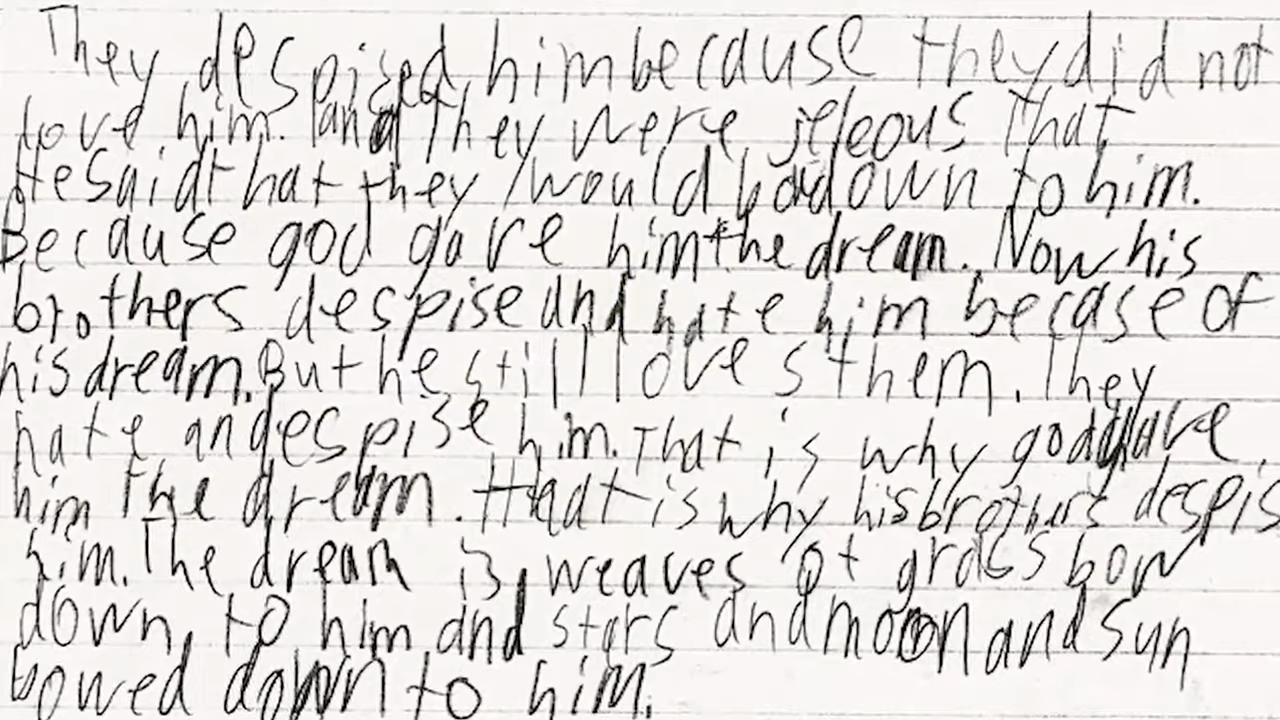 They despised him because they did not
love him. and they were jeleous that
He said that they would down to him.
Because god gave him the dream. Now his
brothers despise and hate him becase of
his dream. But he still loves them. They
hate an despise him. That is why god gave
him the dream. that is why his brothurs despis
him. The dream is, weaves of grass bow
down, to him and stars and moon and sun
bowed down to him.